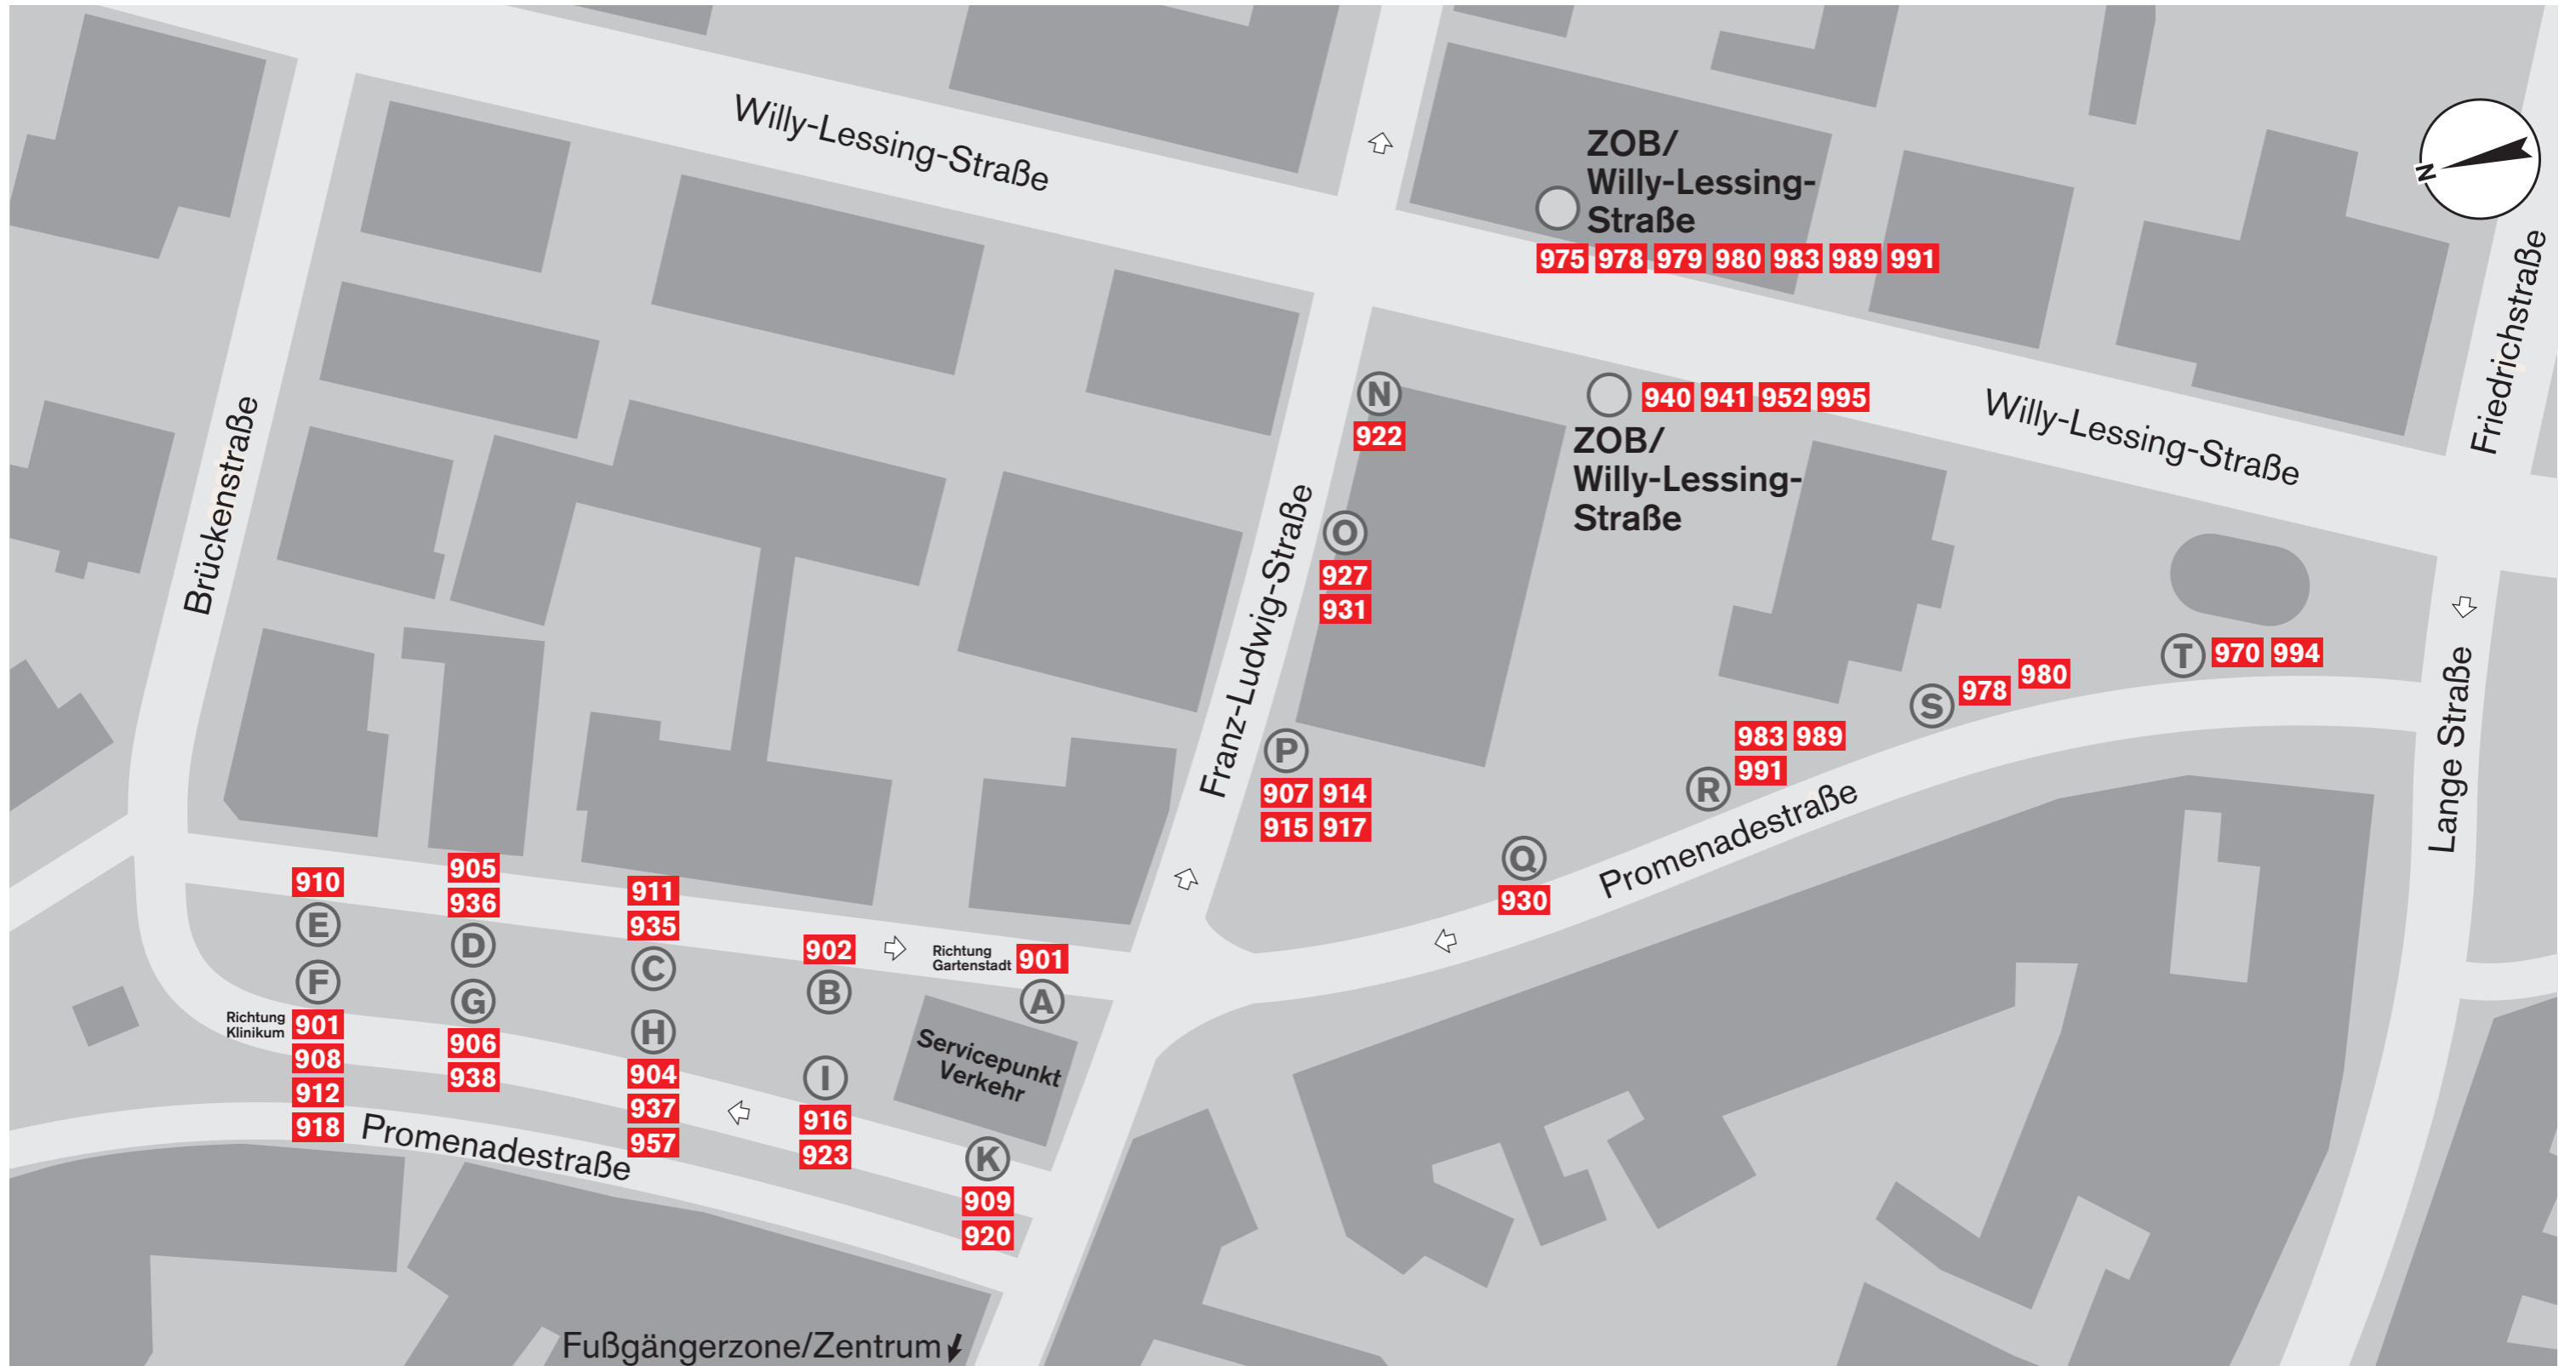 Willy-Lessing-Straße
ZOB/
Willy-Lessing-
Straße
975 978 979 980 983 989 991
N
Friedrichstraße
Brückenstraße
N
922
940 941 952 995
ZOB/
Willy-Lessing-
Straße
Willy-Lessing-Straße
Franz-Ludwig-Straße
O
927
931
T 970 994
S 978 980
Lange Straße
P
907 914
915 917
983 989
991
R
Promenadestraße
Q
930
910
E
905
936
D
911
935
C
902
B
Richtung
Gartenstadt
901
A
F
Richtung
Klinikum
901
908
912
918
G
906
938
H
904
937
957
I
916
923
Servicepunkt
Verkehr
K
909
920
Promenadestraße
Fußgängerzone/Zentrum